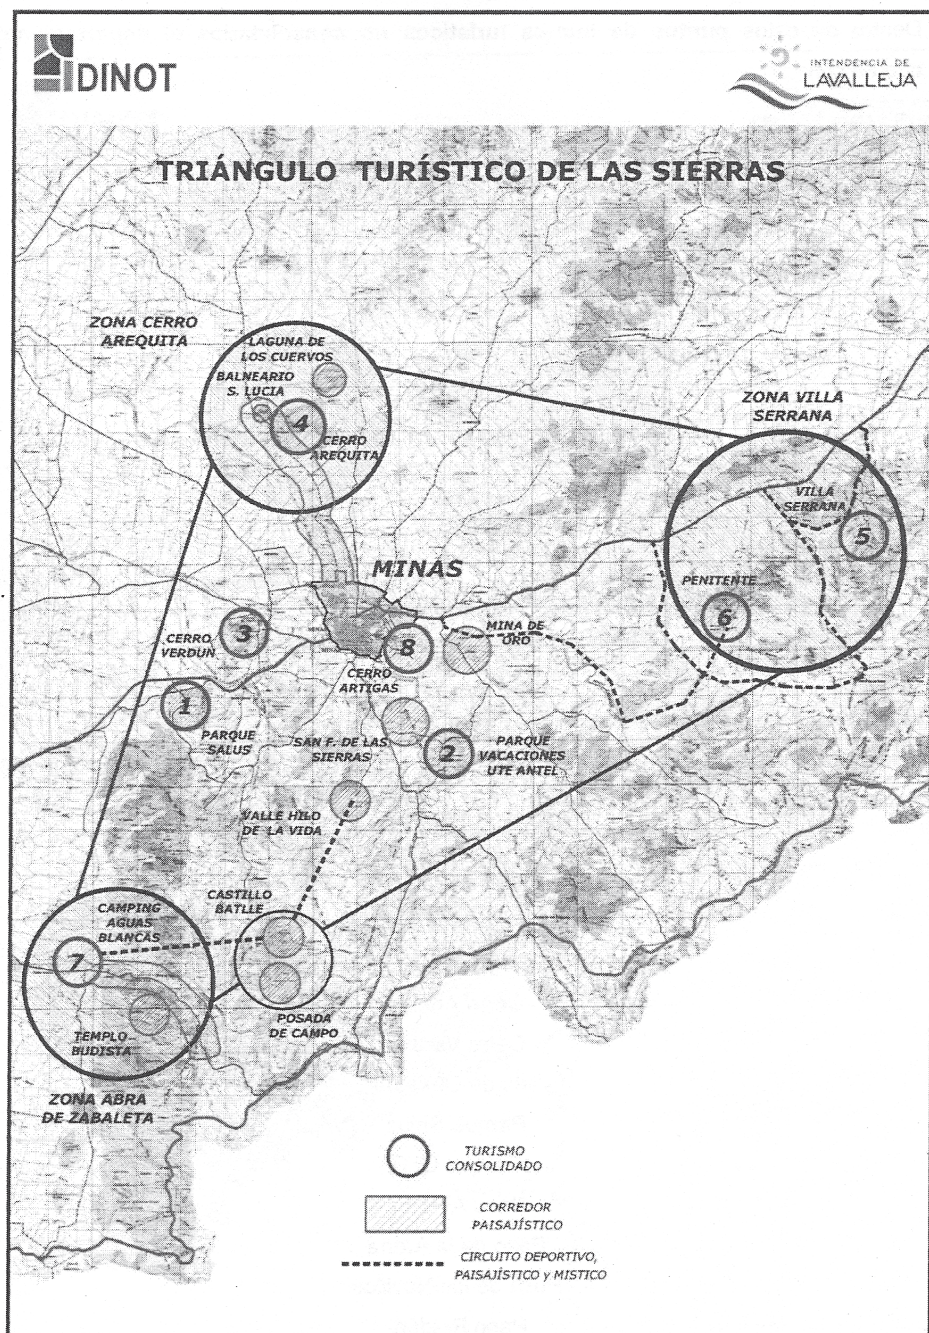 DINOT
INTENDENCIA DE
LAVALLEJA
TRIÁNGULO TURÍSTICO DE LAS SIERRAS
ZONA CERRO
AREQUITA
LAGUNA DE
LOS CUERVOS
BALNEARIO
S. LUCIA
4
CERRO
AREQUITA
ZONA VILLA
SERRANA
VILLA
SERRANA
5
PENITENTE
6
MINAS
3
CERRO
VERDUN
8
CERRO
ARTIGAS
MINA DE
ORO
1
PARQUE
SALUS
SAN F. DE LAS
SIERRAS
2
PARQUE
VACACIONES
UTE ANTEL
VALLE HILO
DE LA VIDA
CASTILLO
BATLLE
CAMPING
AGUAS
BLANCAS
7
TEMPLO
BUDISTA
POSADA
DE CAMPO
ZONA ABRA
DE ZABALETA
TURISMO
CONSOLIDADO
CORREDOR
PAISAJÍSTICO
CIRCUITO DEPORTIVO,
PAISAJÍSTICO y MISTICO